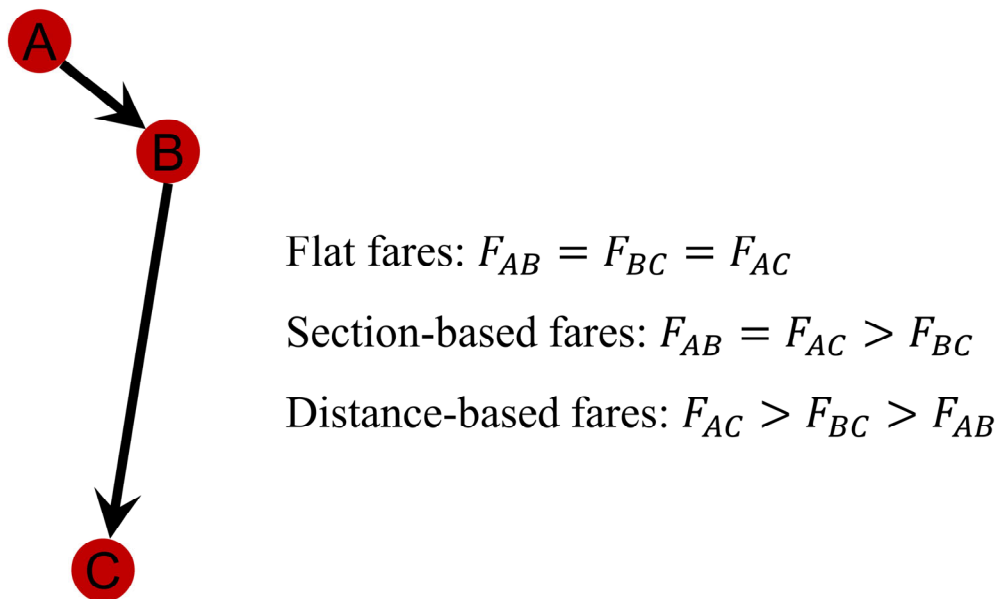 A
B
Flat fares: F_AB = F_BC = F_AC
Section-based fares: F_AB = F_AC > F_BC
Distance-based fares: F_AC > F_BC > F_AB
C